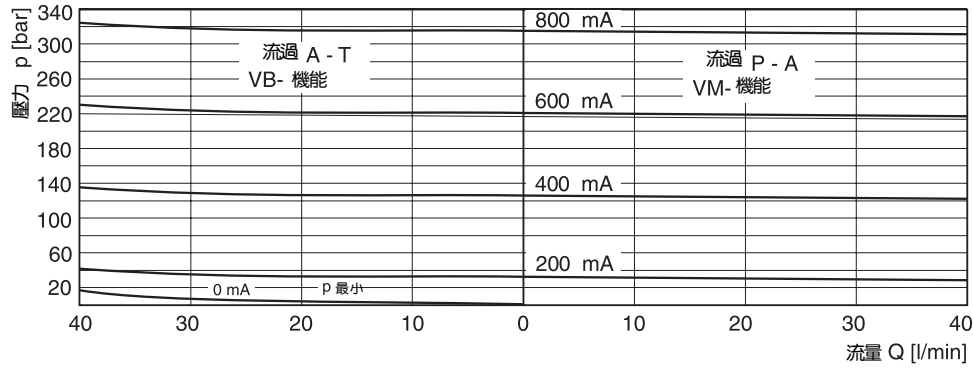 壓力 p [bar]
340
300
260
220
180
140
100
60
20
800 mA
流過 A - T
VB- 機能
流過 P - A
VM- 機能
600 mA
400 mA
200 mA
0 mA
p 最小
40 30 20 10 0 10 20 30 40
流量 Q [l/min]